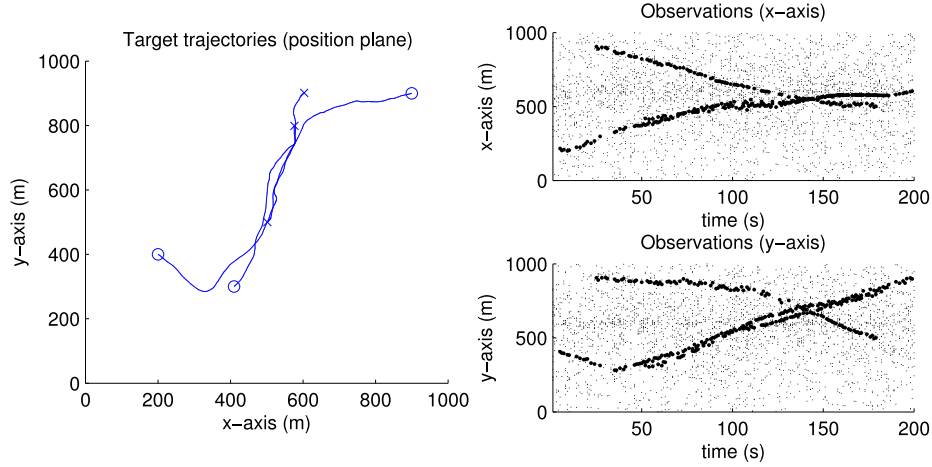 Target trajectories (position plane)
1000
800
600
400
200
0
y-axis (m)
0 200 400 600 800 1000
x-axis (m)
Observations (x-axis)
1000
500
0
x-axis (m)
50 100 150 200
time (s)
Observations (y-axis)
1000
500
0
y-axis (m)
50 100 150 200
time (s)